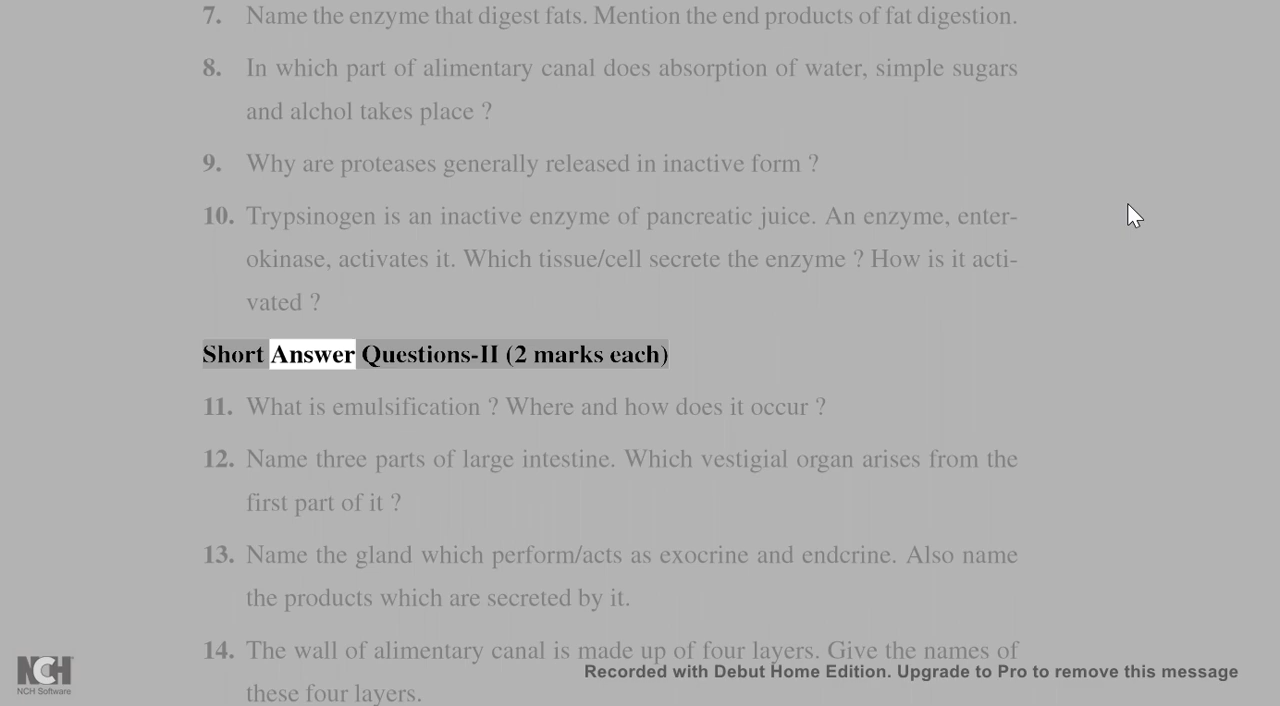 7. Name the enzyme that digest fats. Mention the end products of fat digestion.
8. In which part of alimentary canal does absorption of water, simple sugars
and alchol takes place ?
9. Why are proteases generally released in inactive form ?
10. Trypsinogen is an inactive enzyme of pancreatic juice. An enzyme, enter-
okinase, activates it. Which tissue/cell secrete the enzyme ? How is it acti-
vated ?
Short Answer Questions-II (2 marks each)
11. What is emulsification ? Where and how does it occur ?
12. Name three parts of large intestine. Which vestigial organ arises from the
first part of it ?
13. Name the gland which perform/acts as exocrine and endcrine. Also name
the products which are secreted by it.
14. The wall of alimentary canal is made up of four layers. Give the names of
these four layers.
NCH
NCH Software
Recorded with Debut Home Edition. Upgrade to Pro to remove this message